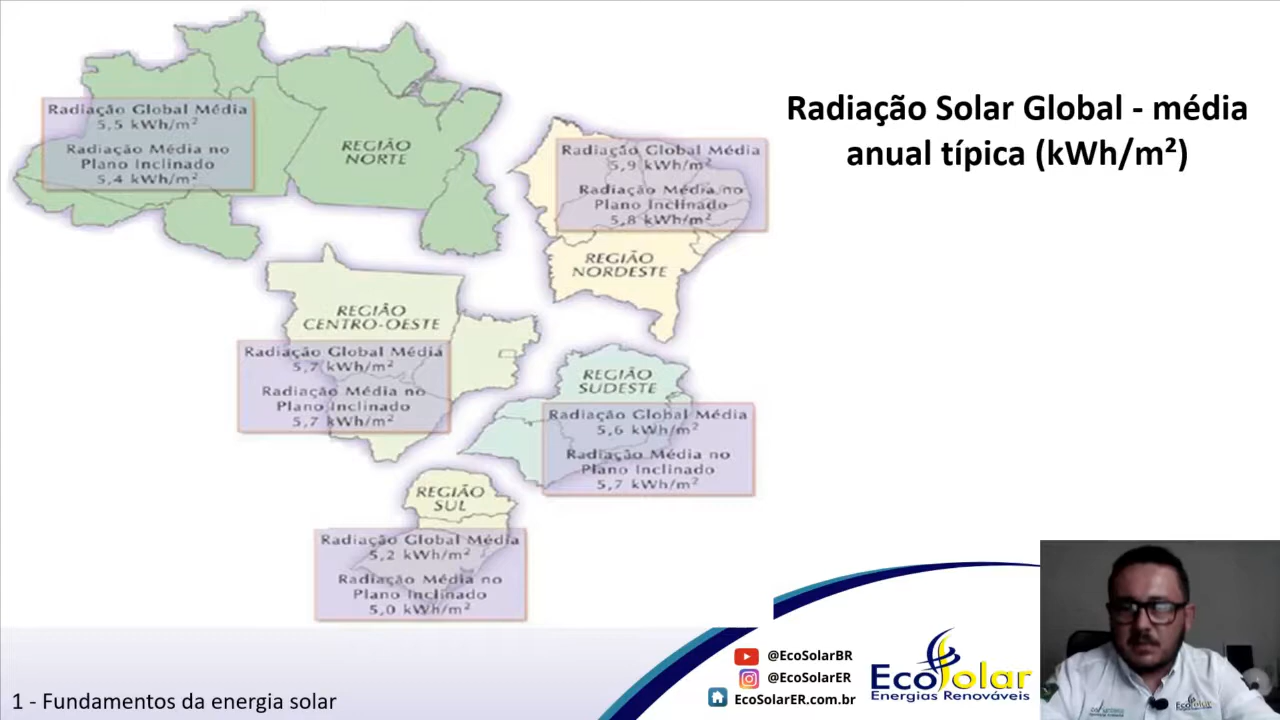 Radiação Solar Global - média
anual típica (kWh/m²)
Radiação Global Média
5,5 kWh/m²
Radiação Média no
Plano Inclinado
5,4 kWh/m²
REGIÃO
NORTE
Radiação Global Média
5,9 kWh/m²
Radiação Média no
Plano Inclinado
5,8 kWh/m²
REGIÃO
NORDESTE
REGIÃO
CENTRO-OESTE
Radiação Global Média
5,7 kWh/m²
Radiação Média no
Plano Inclinado
5,7 kWh/m²
REGIÃO
SUDESTE
Radiação Global Média
5,6 kWh/m²
Radiação Média no
Plano Inclinado
5,7 kWh/m²
REGIÃO
SUL
Radiação Global Média
5,2 kWh/m²
Radiação Média no
Plano Inclinado
5,0 kWh/m²
@EcoSolarBR
@EcoSolarER
EcoSolarER.com.br
EcoSolar
Energias Renováveis
1 - Fundamentos da energia solar